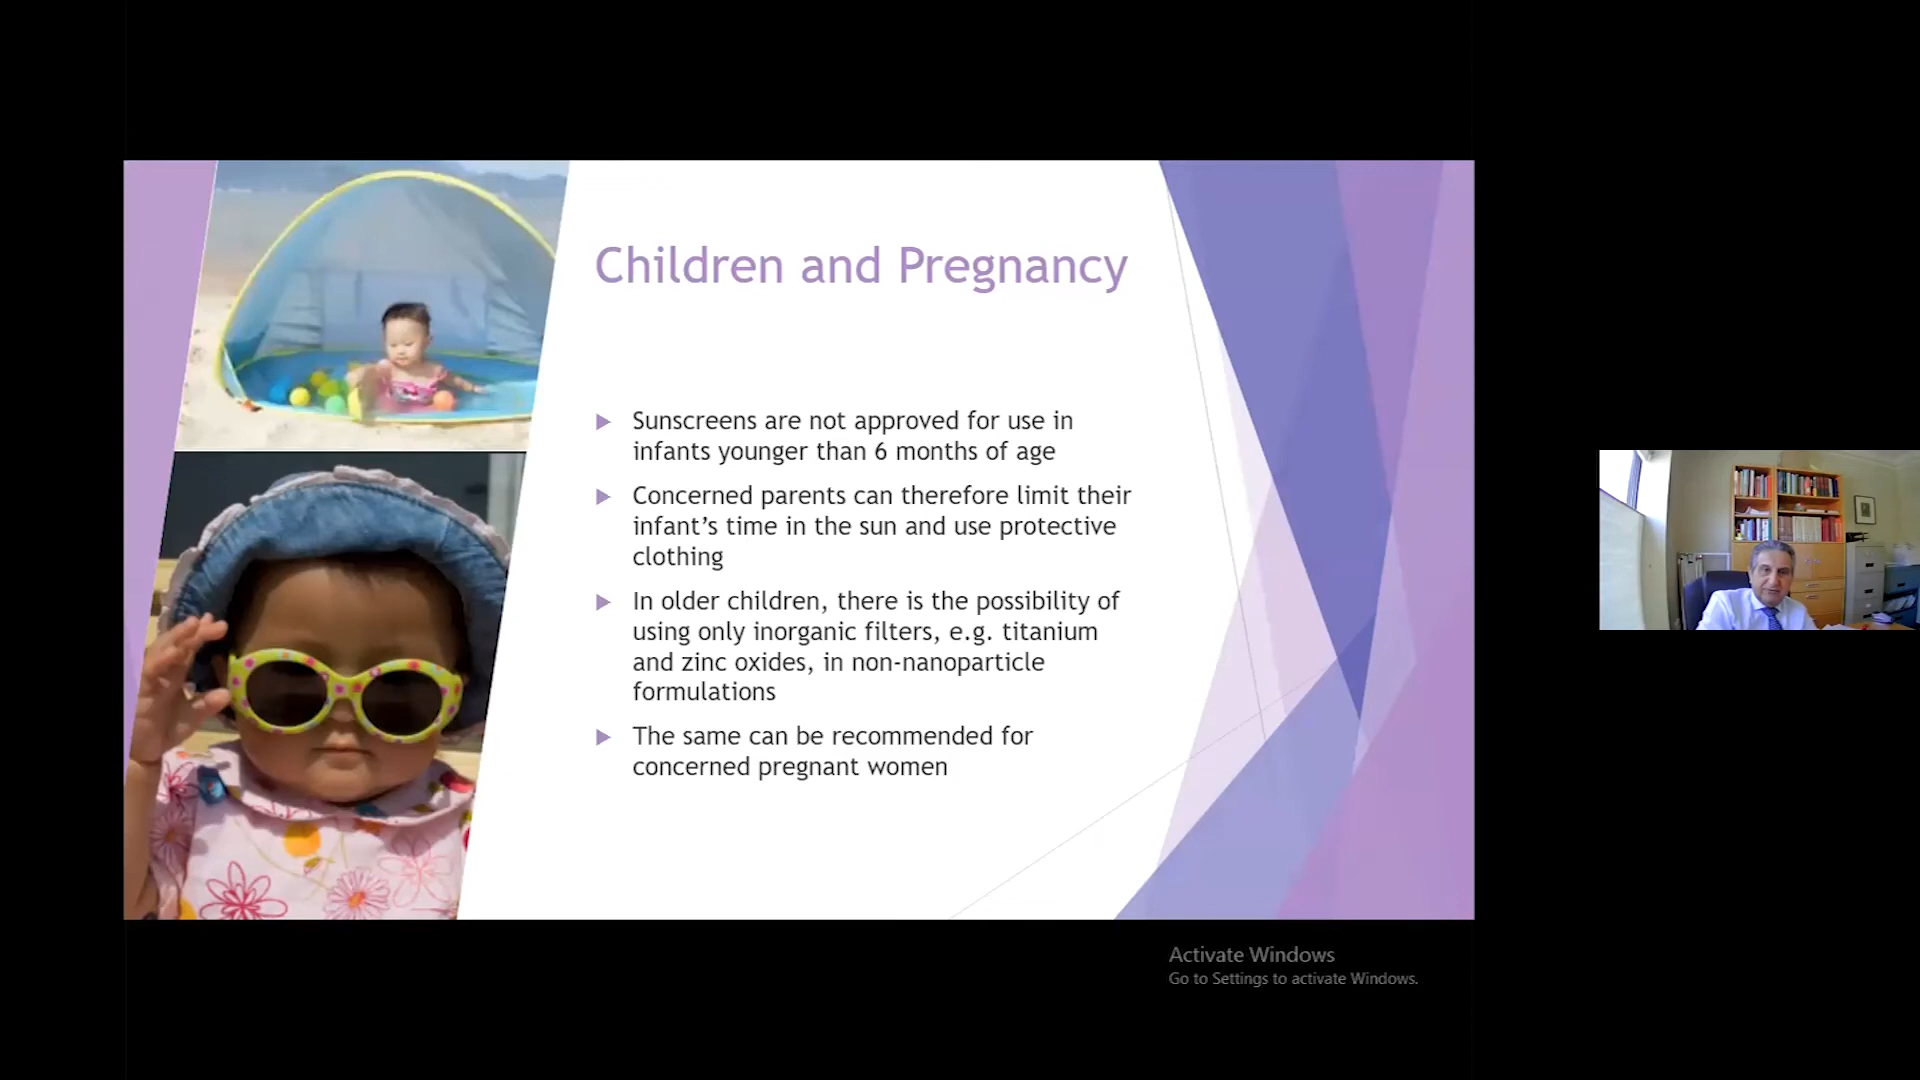 Children and Pregnancy
Sunscreens are not approved for use in
infants younger than 6 months of age
Concerned parents can therefore limit their
infant’s time in the sun and use protective
clothing
In older children, there is the possibility of
using only inorganic filters, e.g. titanium
and zinc oxides, in non-nanoparticle
formulations
The same can be recommended for
concerned pregnant women
Activate Windows
Go to Settings to activate Windows.